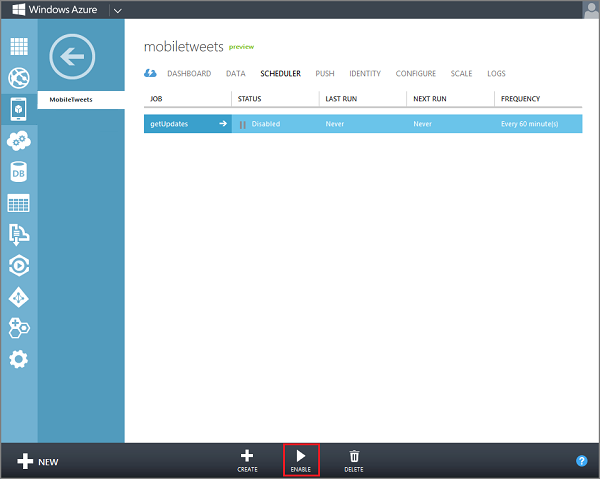 Windows Azure
mobiletweets preview
DASHBOARD DATA SCHEDULER PUSH IDENTITY CONFIGURE SCALE LOGS
MobileTweets
JOB STATUS LAST RUN NEXT RUN FREQUENCY
getUpdates Disabled Never Never Every 60 minute(s)
DB
NEW
CREATE ENABLE DELETE
?